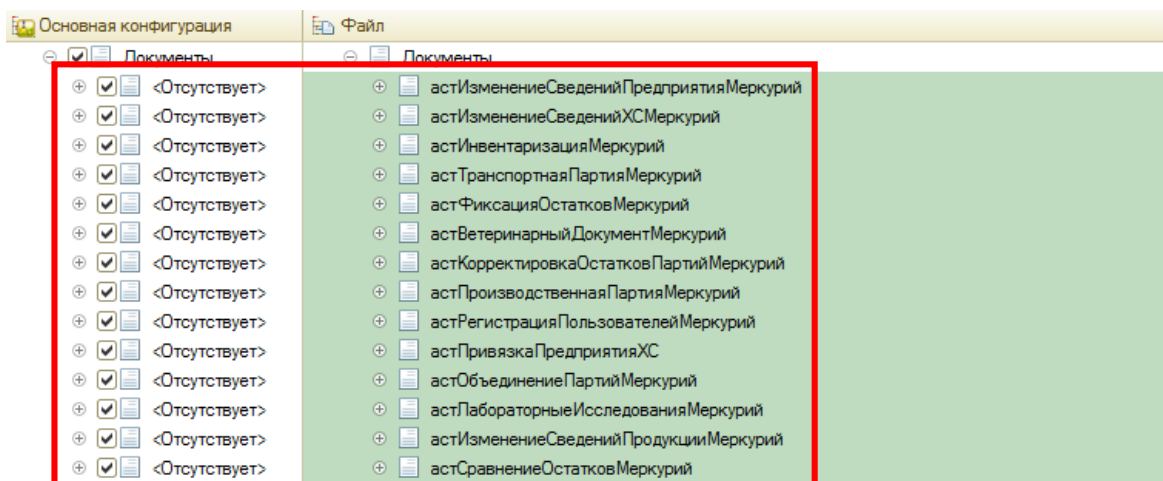 Основная конфигурация Файл
Документы Документы
<Отсутствует> астИзменениеСведенийПредприятияМеркурий
<Отсутствует> астИзменениеСведенийХСМеркурий
<Отсутствует> астИнвентаризацияМеркурий
<Отсутствует> астТранспортнаяПартияМеркурий
<Отсутствует> астФиксацияОстатковМеркурий
<Отсутствует> астВетеринарныйДокументМеркурий
<Отсутствует> астКорректировкаОстатковПартийМеркурий
<Отсутствует> астПроизводственнаяПартияМеркурий
<Отсутствует> астРегистрацияПользователейМеркурий
<Отсутствует> астПривязкаПредприятияХС
<Отсутствует> астОбъединениеПартийМеркурий
<Отсутствует> астЛабораторныеИсследованияМеркурий
<Отсутствует> астИзменениеСведенийПродукцииМеркурий
<Отсутствует> астСравнениеОстатковМеркурий